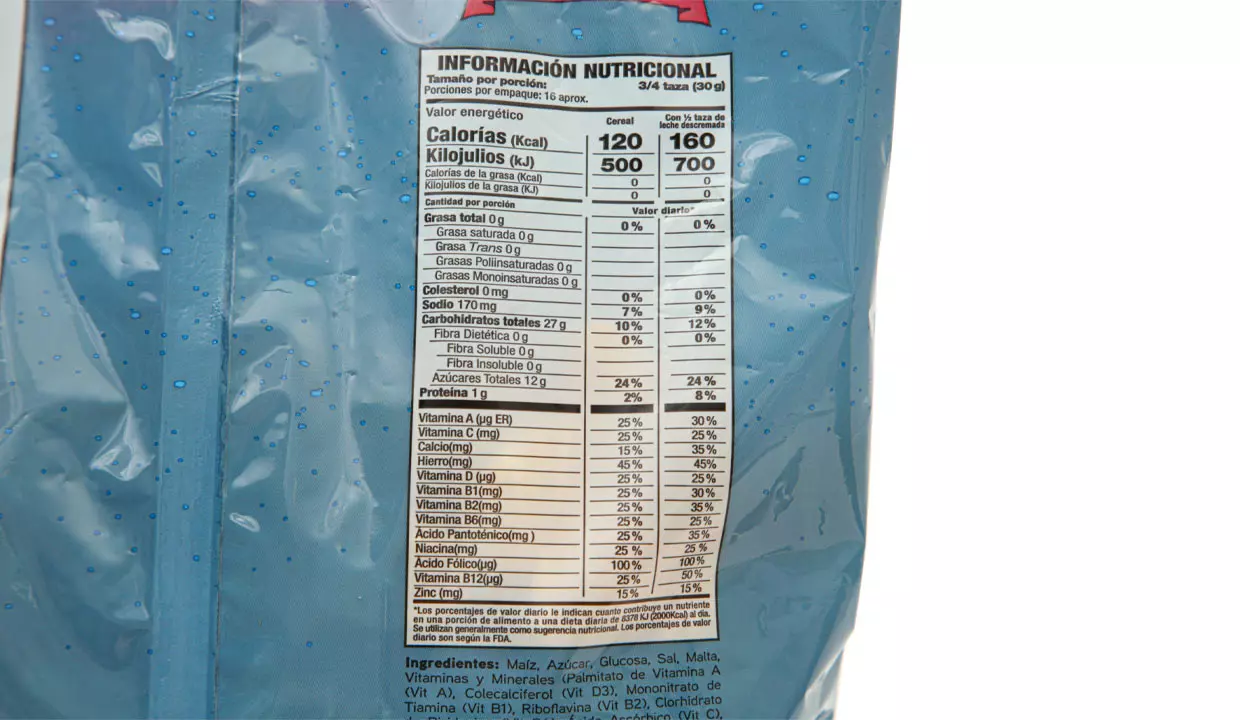 INFORMACIÓN NUTRICIONAL
Tamaño por porción: 3/4 taza (30 g)
Porciones por empaque: 16 aprox.
Valor energético Cereal Con ½ taza de
leche descremada
Calorías (Kcal) 120 160
Kilojulios (kJ) 500 700
Calorías de la grasa (Kcal) 0 0
Kilojulios de la grasa (KJ) 0 0
Cantidad por porción Valor diario*
Grasa total 0 g 0% 0%
Grasa saturada 0 g
Grasa Trans 0 g
Grasas Poliinsaturadas 0 g
Grasas Monoinsaturadas 0 g
Colesterol 0 mg 0% 0%
Sodio 170 mg 7% 9%
Carbohidratos totales 27 g 10% 12%
Fibra Dietética 0 g 0% 0%
Fibra Soluble 0 g
Fibra Insoluble 0 g
Azúcares Totales 12 g 24% 24%
Proteína 1 g 2% 8%
Vitamina A (µg ER) 25% 30%
Vitamina C (mg) 25% 25%
Calcio(mg) 15% 35%
Hierro(mg) 45% 45%
Vitamina D (µg) 25% 25%
Vitamina B1(mg) 25% 30%
Vitamina B2(mg) 25% 35%
Vitamina B6(mg) 25% 25%
Ácido Pantoténico(mg ) 25% 35%
Niacina(mg) 25 % 25 %
Ácido Fólico(µg) 100% 100%
Vitamina B12(µg) 25% 50%
Zinc (mg) 15% 15%
*Los porcentajes de valor diario le indican cuanto contribuye un nutriente
en una porción de alimento a una dieta diaria de 8378 KJ (2000Kcal) al día.
Se utilizan generalmente como sugerencia nutricional. Los porcentajes de valor
diario son según la FDA.
Ingredientes: Maíz, Azúcar, Glucosa, Sal, Malta,
Vitaminas y Minerales (Palmitato de Vitamina A
(Vit A), Colecalciferol (Vit D3), Mononitrato de
Tiamina (Vit B1), Riboflavina (Vit B2), Clorhidrato
Ascórbico (Vit C),